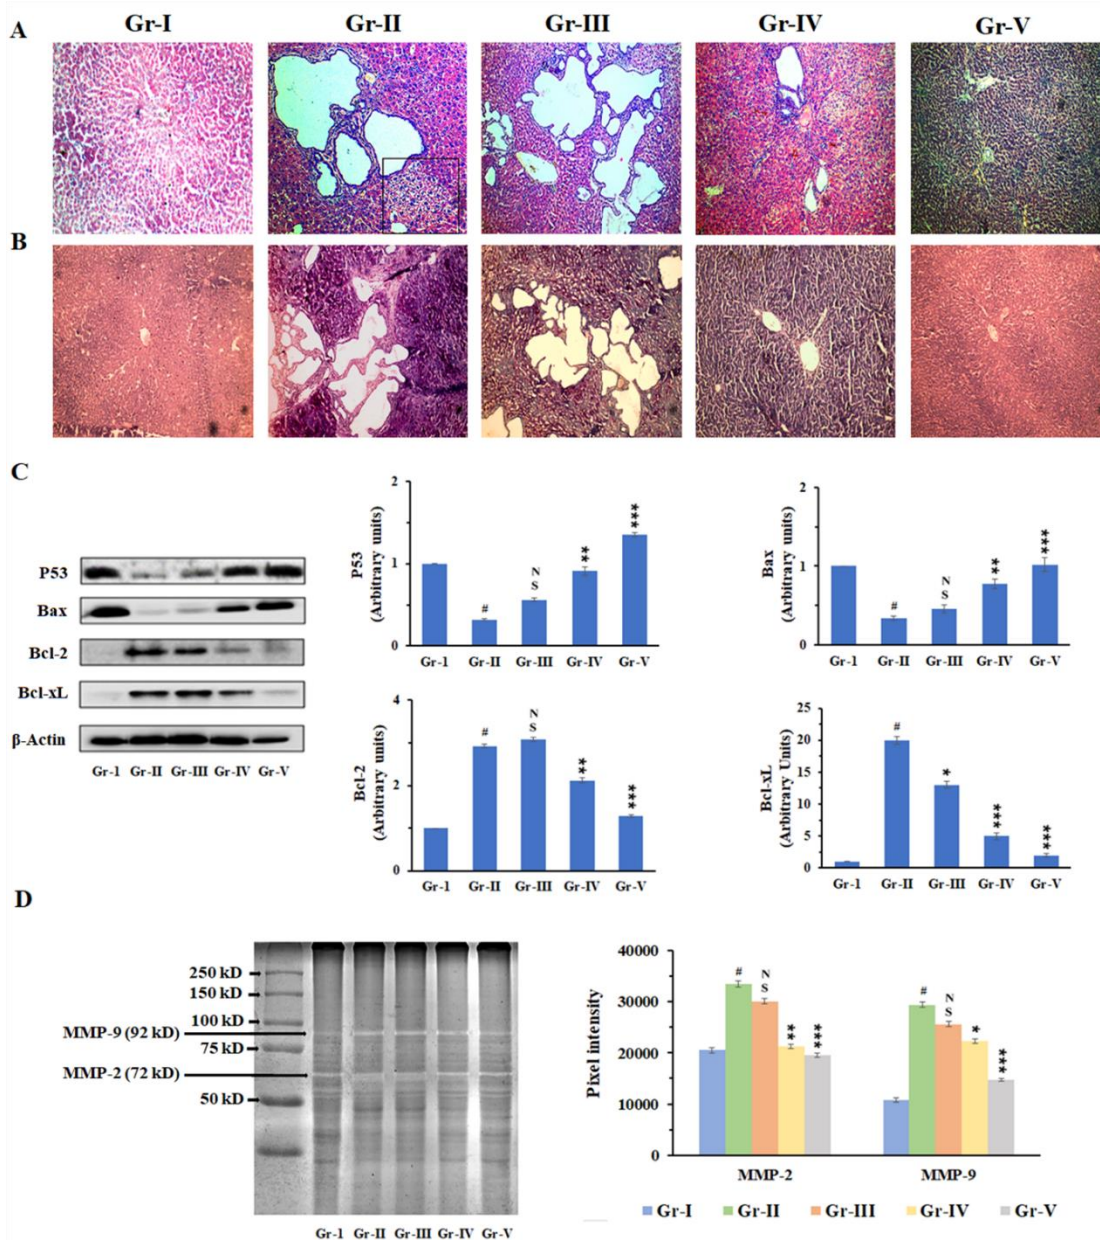 Gr-I Gr-II Gr-III Gr-IV Gr-V
A
B
C
P53
Bax
Bcl-2
Bcl-xL
β-Actin
Gr-1 Gr-II Gr-III Gr-IV Gr-V
P53
(Arbitrary units)
2
1
0
#
N
S
**
***
Gr-1 Gr-II Gr-III Gr-IV Gr-V
Bax
(Arbitrary units)
2
1
0
#
N
S
**
***
Gr-1 Gr-II Gr-III Gr-IV Gr-V
Bcl-2
(Arbitrary units)
4
2
0
#
N
S
**
***
Gr-1 Gr-II Gr-III Gr-IV Gr-V
Bcl-xL
(Arbitrary Units)
25
20
15
10
5
0
#
*
***
***
Gr-1 Gr-II Gr-III Gr-IV Gr-V
D
250 kD
150 kD
100 kD
MMP-9 (92 kD)
75 kD
MMP-2 (72 kD)
50 kD
Gr-1 Gr-II Gr-III Gr-IV Gr-V
Pixel intensity
40000
30000
20000
10000
0
#
N
S
**
***
#
N
S
*
***
MMP-2 MMP-9
Gr-I Gr-II Gr-III Gr-IV Gr-V